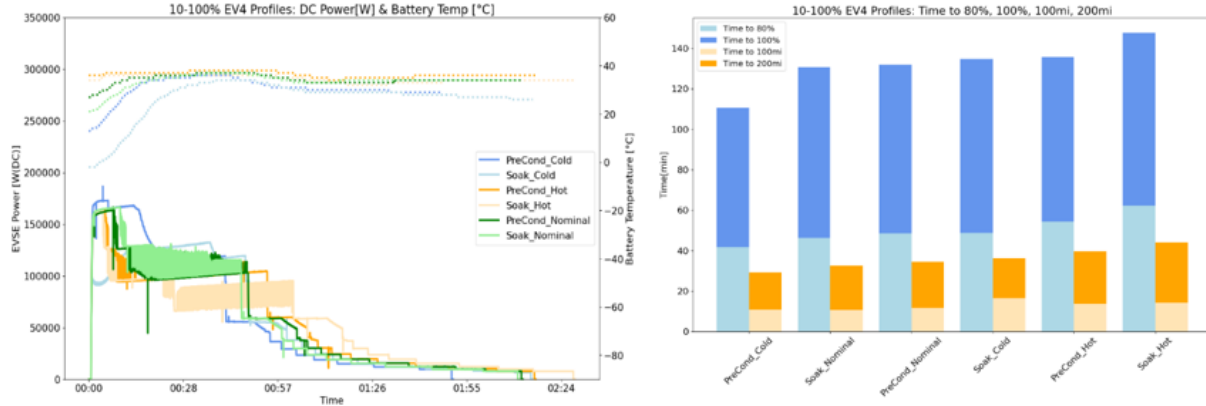 10-100% EV4 Profiles: DC Power[W] & Battery Temp [°C]
350000
300000
250000
200000
150000
100000
50000
0
EVSE Power [W(DC)]
60
40
20
0
−20
−40
−60
−80
Battery Temperature [°C]
PreCond_Cold
Soak_Cold
PreCond_Hot
Soak_Hot
PreCond_Nominal
Soak_Nominal
00:00
00:28
00:57
01:26
01:55
02:24
Time
10-100% EV4 Profiles: Time to 80%, 100%, 100mi, 200mi
Time to 80%
Time to 100%
Time to 100mi
Time to 200mi
140
120
100
80
60
40
20
0
Time[min]
PreCond_Cold
Soak_Nominal
PreCond_Nominal
Soak_Cold
PreCond_Hot
Soak_Hot